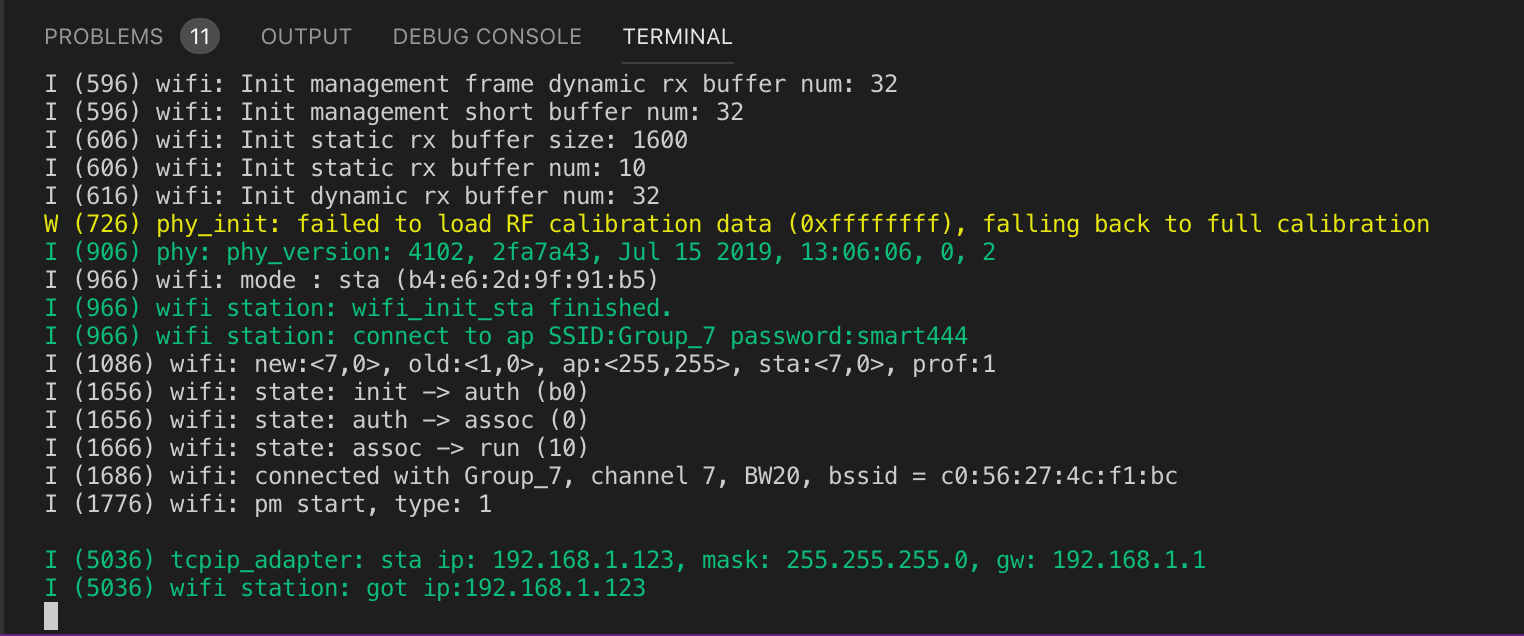 PROBLEMS 11 OUTPUT DEBUG CONSOLE TERMINAL
I (596) wifi: Init management frame dynamic rx buffer num: 32
I (596) wifi: Init management short buffer num: 32
I (606) wifi: Init static rx buffer size: 1600
I (606) wifi: Init static rx buffer num: 10
I (616) wifi: Init dynamic rx buffer num: 32
W (726) phy_init: failed to load RF calibration data (0xffffffff), falling back to full calibration
I (906) phy: phy_version: 4102, 2fa7a43, Jul 15 2019, 13:06:06, 0, 2
I (966) wifi: mode : sta (b4:e6:2d:9f:91:b5)
I (966) wifi station: wifi_init_sta finished.
I (966) wifi station: connect to ap SSID:Group_7 password:smart444
I (1086) wifi: new:<7,0>, old:<1,0>, ap:<255,255>, sta:<7,0>, prof:1
I (1656) wifi: state: init -> auth (b0)
I (1656) wifi: state: auth -> assoc (0)
I (1666) wifi: state: assoc -> run (10)
I (1686) wifi: connected with Group_7, channel 7, BW20, bssid = c0:56:27:4c:f1:bc
I (1776) wifi: pm start, type: 1
I (5036) tcpip_adapter: sta ip: 192.168.1.123, mask: 255.255.255.0, gw: 192.168.1.1
I (5036) wifi station: got ip:192.168.1.123